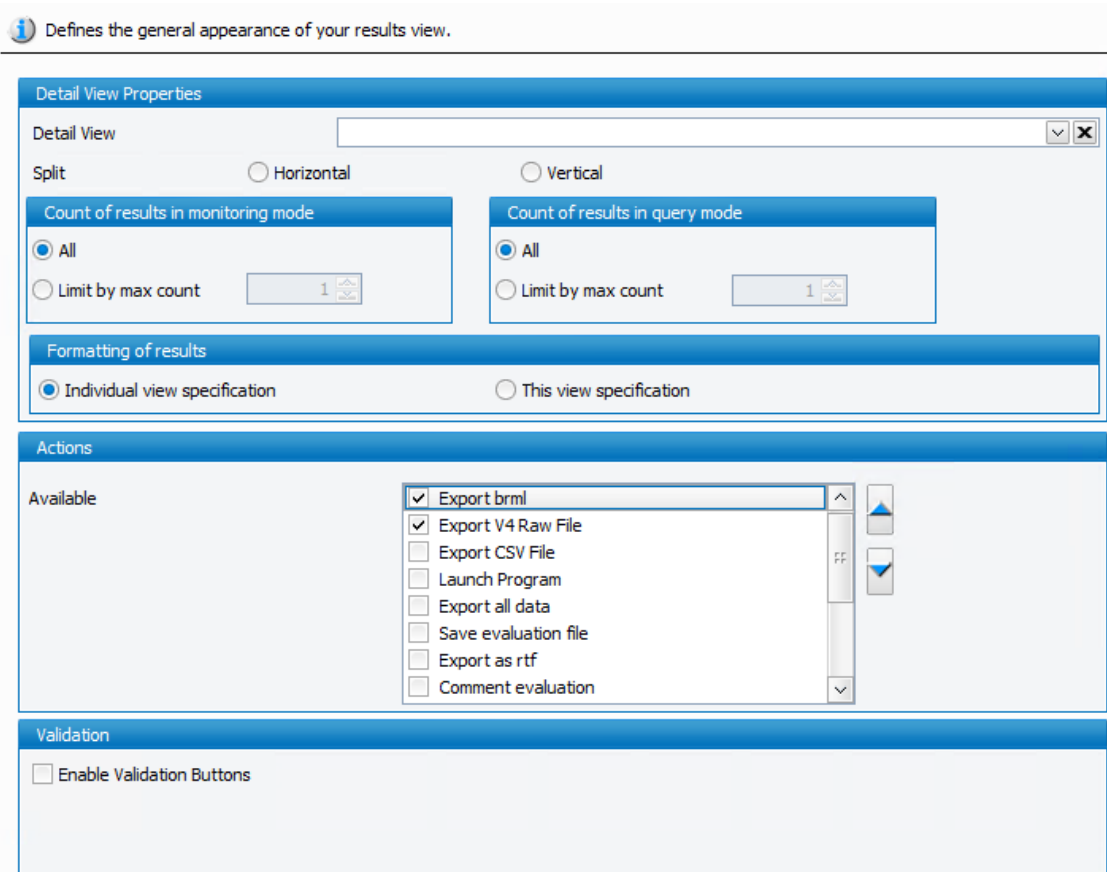 Defines the general appearance of your results view.
Detail View Properties
Detail View
Split Horizontal Vertical
Count of results in monitoring mode Count of results in query mode
All All
Limit by max count 1 Limit by max count 1
Formatting of results
Individual view specification This view specification
Actions
Available Export brml
Export V4 Raw File
Export CSV File
Launch Program
Export all data
Save evaluation file
Export as rtf
Comment evaluation
Validation
Enable Validation Buttons